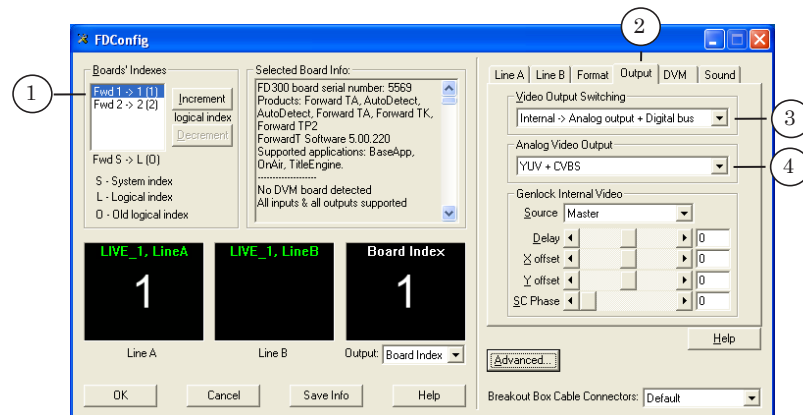 2
FDConfig
1
Boards' Indexes
Fwd 1 -> 1 (1)
Fwd 2 -> 2 (2)
Increment
logical index
Decrement
Fwd S -> L (O)
S - System index
L - Logical index
O - Old logical index
Selected Board Info:
FD300 board serial number: 5569
Products: Forward TA, AutoDetect,
AutoDetect, Forward TA, Forward TK,
Forward TP2
ForwardT Software 5.00.220
Supported applications: BaseApp,
OnAir, TitleEngine.
--------------------
No DVM board detected
All inputs & all outputs supported
LIVE_1, LineA
1
Line A
LIVE_1, LineB
Line B
Board Index
1
Output: Board Index
OK Cancel Save Info Help
Line A Line B Format Output DVM Sound
Video Output Switching
Internal -> Analog output + Digital bus
3
Analog Video Output
YUV + CVBS
4
Genlock Internal Video
Source Master
Delay 0
X offset 0
Y offset 0
SC Phase 0
Help
Advanced...
Breakout Box Cable Connectors: Default